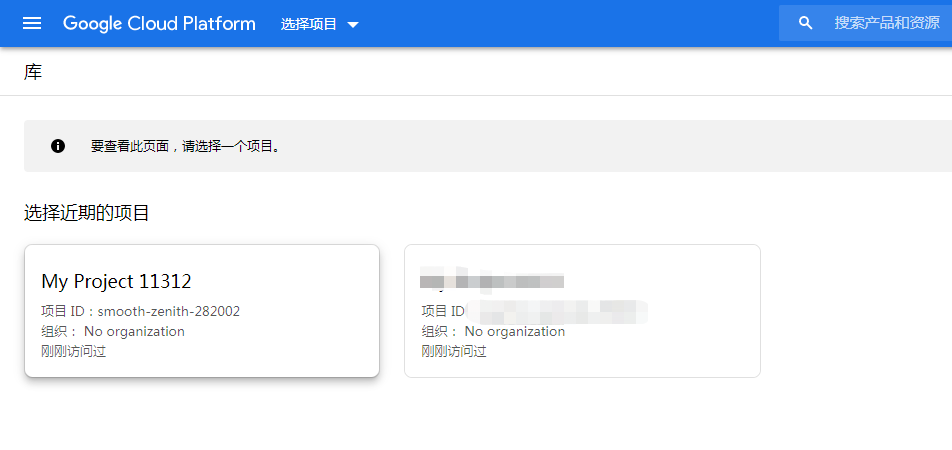 Google Cloud Platform 选择项目 搜索产品和资源
库
要查看此页面，请选择一个项目。
选择近期的项目
My Project 11312
项目 ID：smooth-zenith-282002
组织： No organization
刚刚访问过
项目 ID
组织： No organization
刚刚访问过